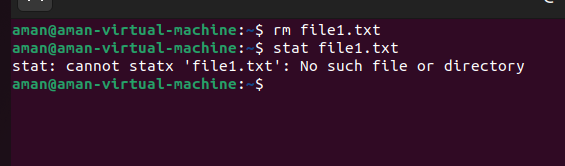 aman@aman-virtual-machine:~$ rm file1.txt
aman@aman-virtual-machine:~$ stat file1.txt
stat: cannot statx 'file1.txt': No such file or directory
aman@aman-virtual-machine:~$